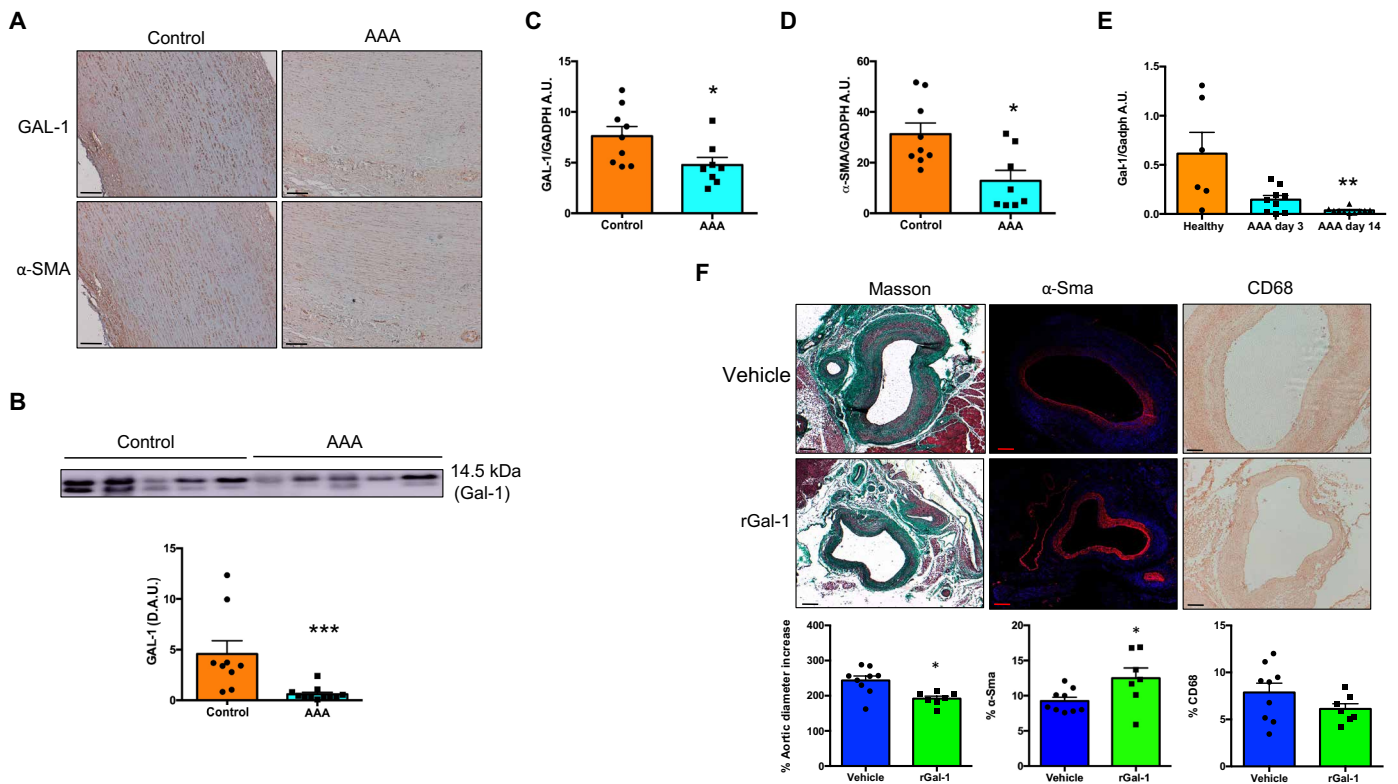 A
Control
AAA
GAL-1
α-SMA
B
Control
AAA
14.5 kDa
(Gal-1)
GAL-1 (D.A.U.)
15
10
5
0
***
Control
AAA
C
GAL-1/GADPH A.U.
15
10
5
0
*
Control
AAA
D
α-SMA/GADPH A.U.
60
40
20
0
*
Control
AAA
E
Gal-1/Gadph A.U.
1.5
1.0
0.5
0.0
**
Healthy
AAA day 3
AAA day 14
F
Masson
α-Sma
CD68
Vehicle
rGal-1
% Aortic diameter increase
400
300
200
100
0
*
Vehicle
rGal-1
% α-Sma
20
15
10
5
0
*
Vehicle
rGal-1
% CD68
15
10
5
0
Vehicle
rGal-1